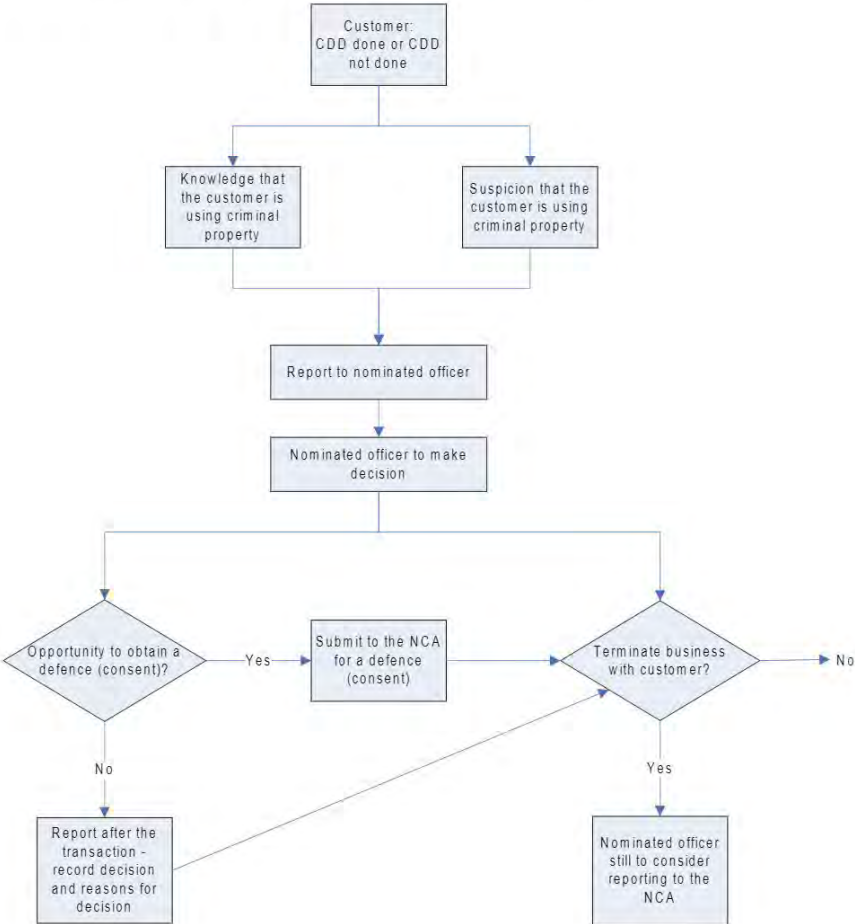 Customer:
CDD done or CDD
not done
Knowledge that
the customer is
using criminal
property
Suspicion that the
customer is using
criminal property
Report to nominated officer
Nominated officer to make
decision
Opportunity to obtain a
defence (consent)?
Yes
Submit to the NCA
for a defence
(consent)
Terminate business
with customer?
No
No
Yes
Report after the
transaction -
record decision
and reasons for
decision
Nominated officer
still to consider
reporting to the
NCA